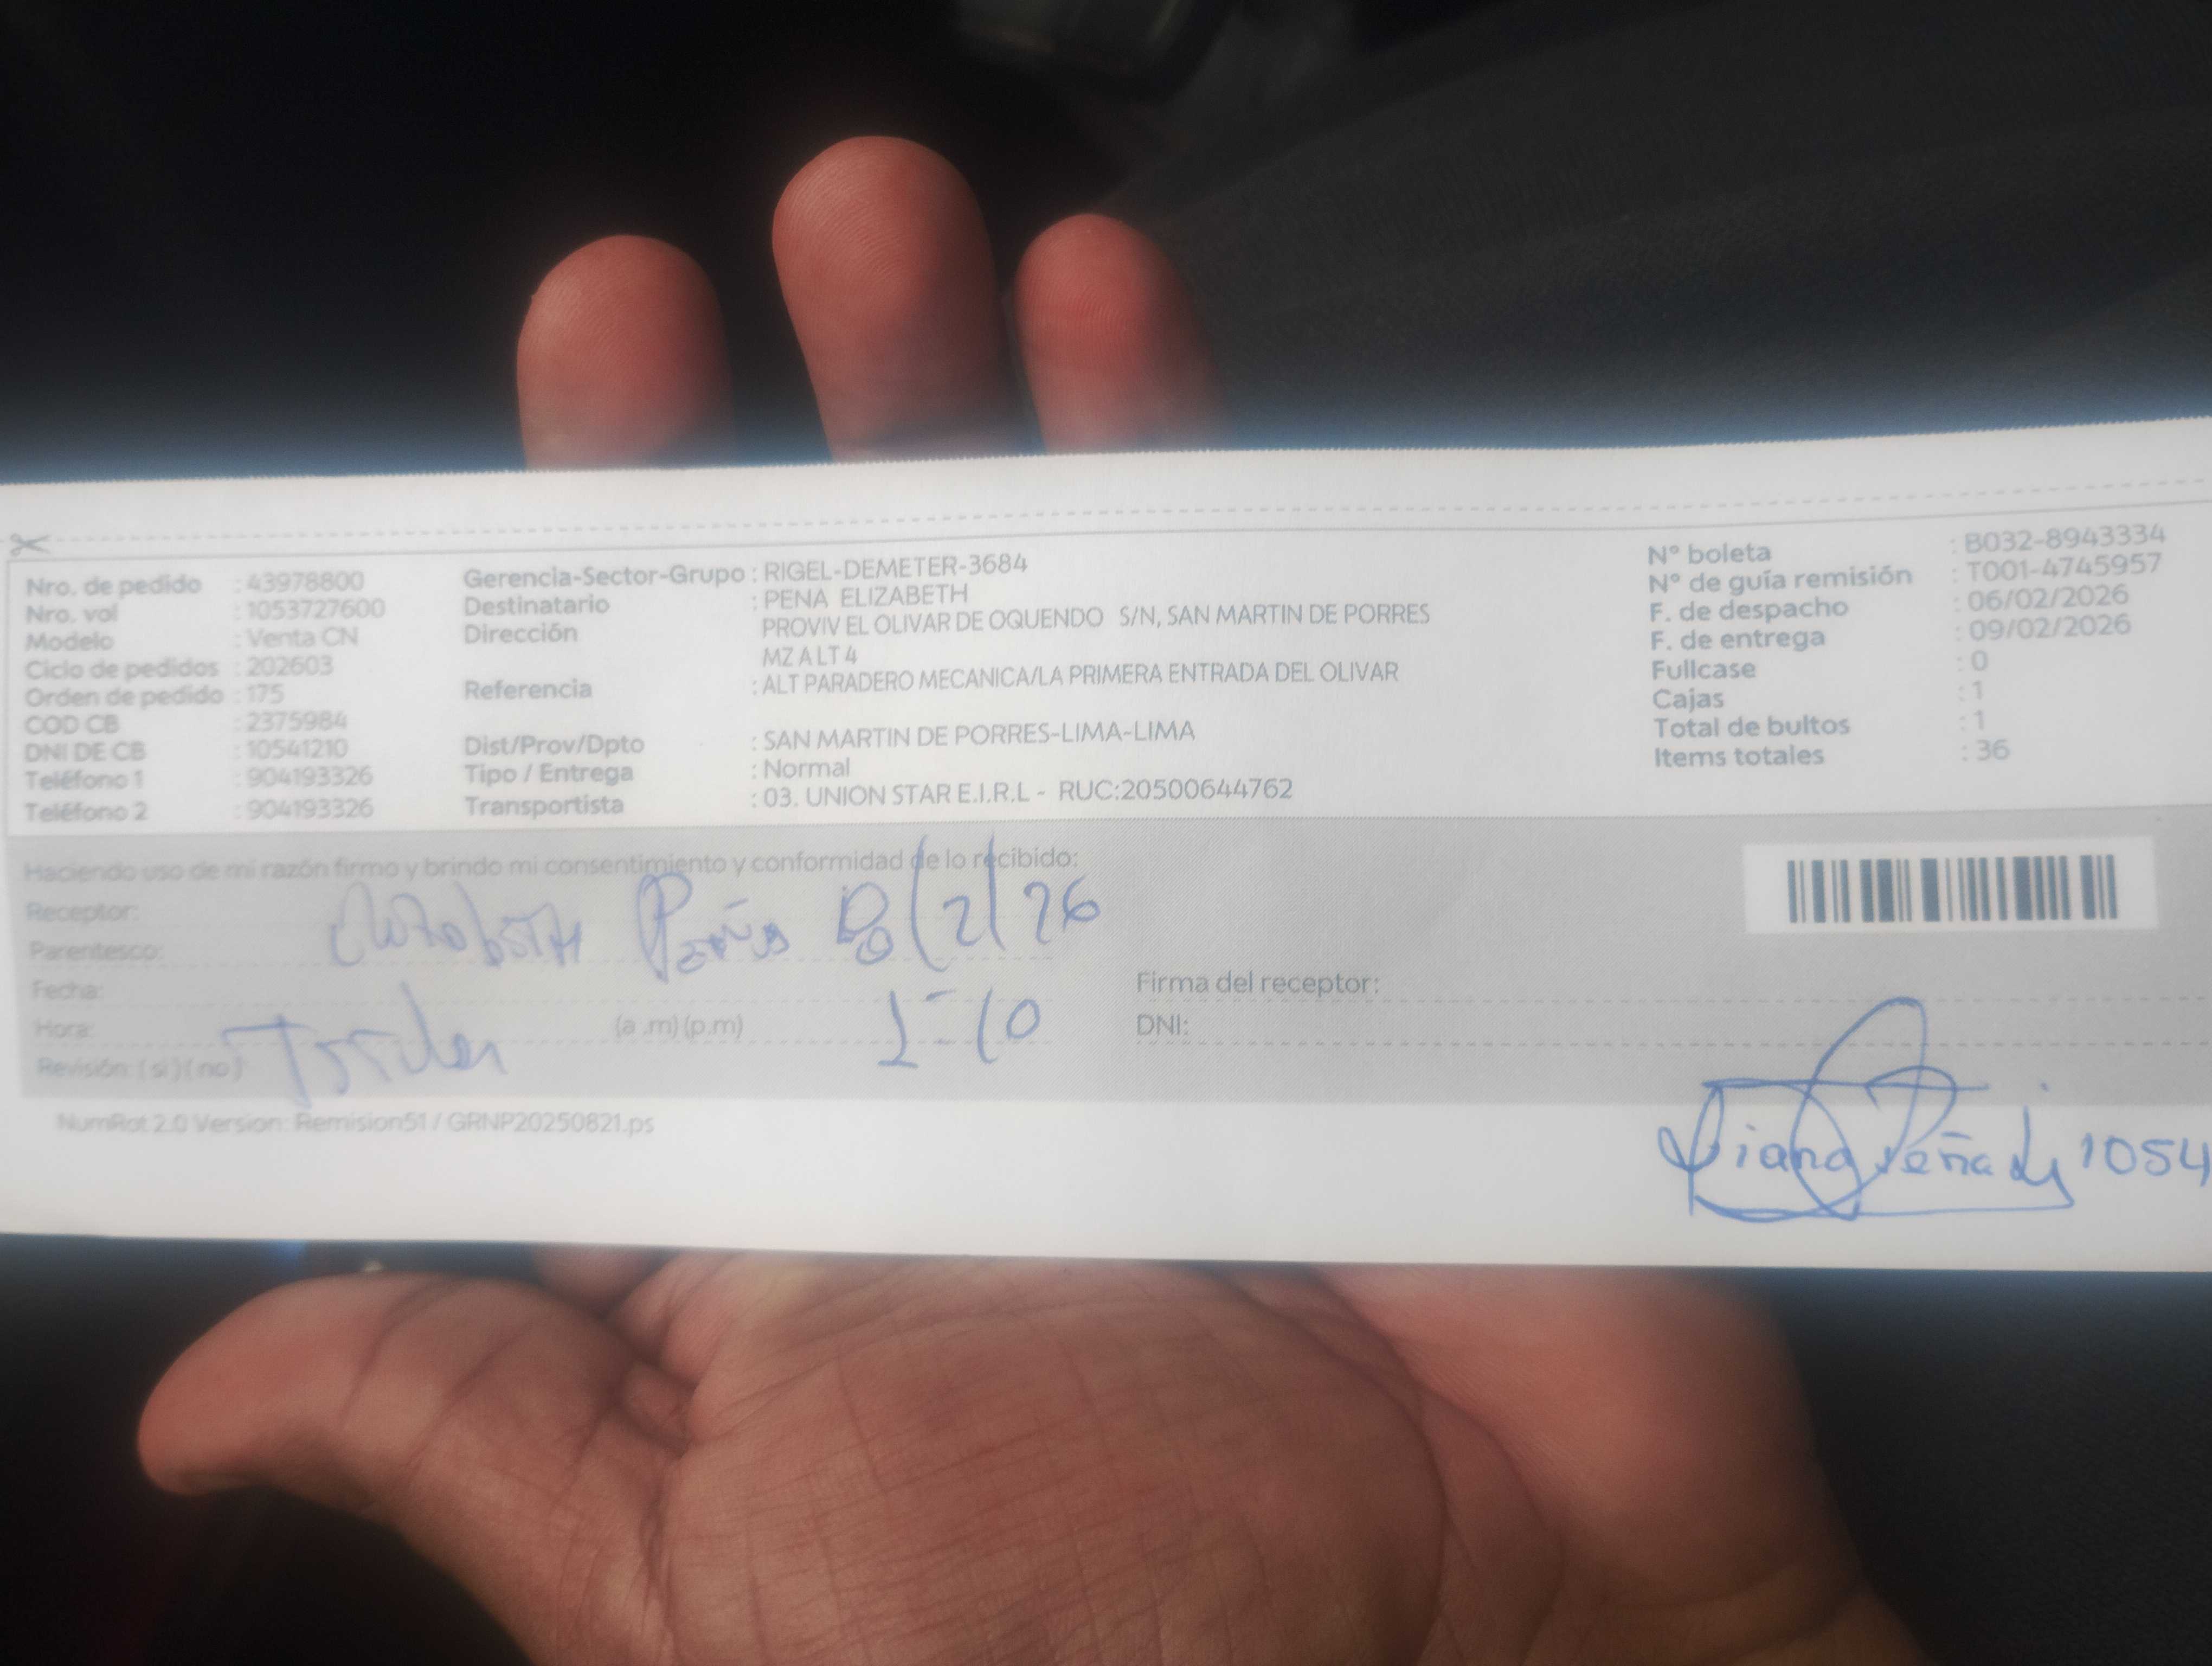 Nro. de pedido : 43978800
Nro. vol : 1053727600
Modelo : Venta CN
Ciclo de pedidos : 202603
Orden de pedido : 175
COD CB : 2375984
DNI DE CB : 10541210
Teléfono 1 : 904193326
Teléfono 2 : 904193326
Gerencia-Sector-Grupo : RIGEL-DEMETER-3684
Destinatario : PENA ELIZABETH
Dirección PROVIV EL OLIVAR DE OQUENDO S/N, SAN MARTIN DE PORRES
MZ A LT 4
Referencia : ALT PARADERO MECANICA/LA PRIMERA ENTRADA DEL OLIVAR
Dist/Prov/Dpto : SAN MARTIN DE PORRES-LIMA-LIMA
Tipo / Entrega : Normal
Transportista : 03. UNION STAR E.I.R.L - RUC:20500644762
N° boleta : B032-8943334
N° de guía remisión : T001-4745957
F. de despacho : 06/02/2026
F. de entrega : 09/02/2026
Fullcase : 0
Cajas : 1
Total de bultos : 1
Items totales : 36
Haciendo uso de mi razón firmo y brindo mi consentimiento y conformidad de lo recibido:
Receptor:
Peña /2/26
Parentesco:
Fecha:
Hora: (a .m) (p.m) 10
Revisión: ( si ) ( no )
Firma del receptor:
DNI:
Diana Peña 1054
NumRot 2.0 Version: Remision51 / GRNP20250821.ps